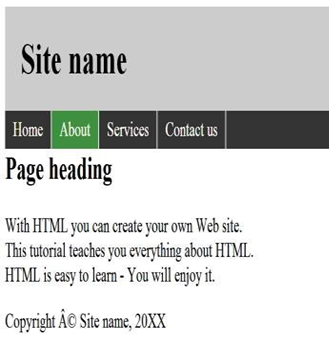 Site name
Home About Services Contact us
Page heading
With HTML you can create your own Web site.
This tutorial teaches you everything about HTML.
HTML is easy to learn - You will enjoy it.
Copyright Â© Site name, 20XX